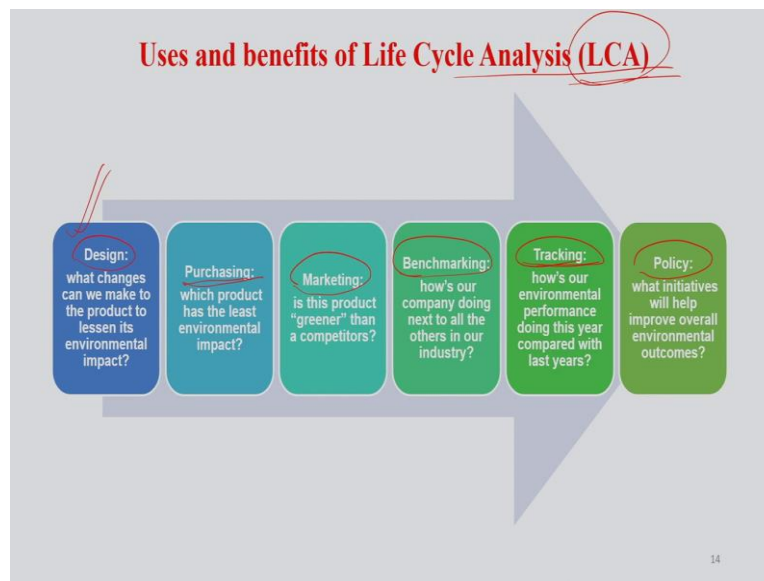 Uses and benefits of Life Cycle Analysis (LCA)
Design:
what changes
can we make to
the product to
lessen its
environmental
impact?
Purchasing:
which product
has the least
environmental
impact?
Marketing:
is this product
“greener” than
a competitors?
Benchmarking:
how's our
company doing
next to all the
others in our
industry?
Tracking:
how's our
environmental
performance
doing this year
compared with
last years?
Policy:
what initiatives
will help
improve overall
environmental
outcomes?
14